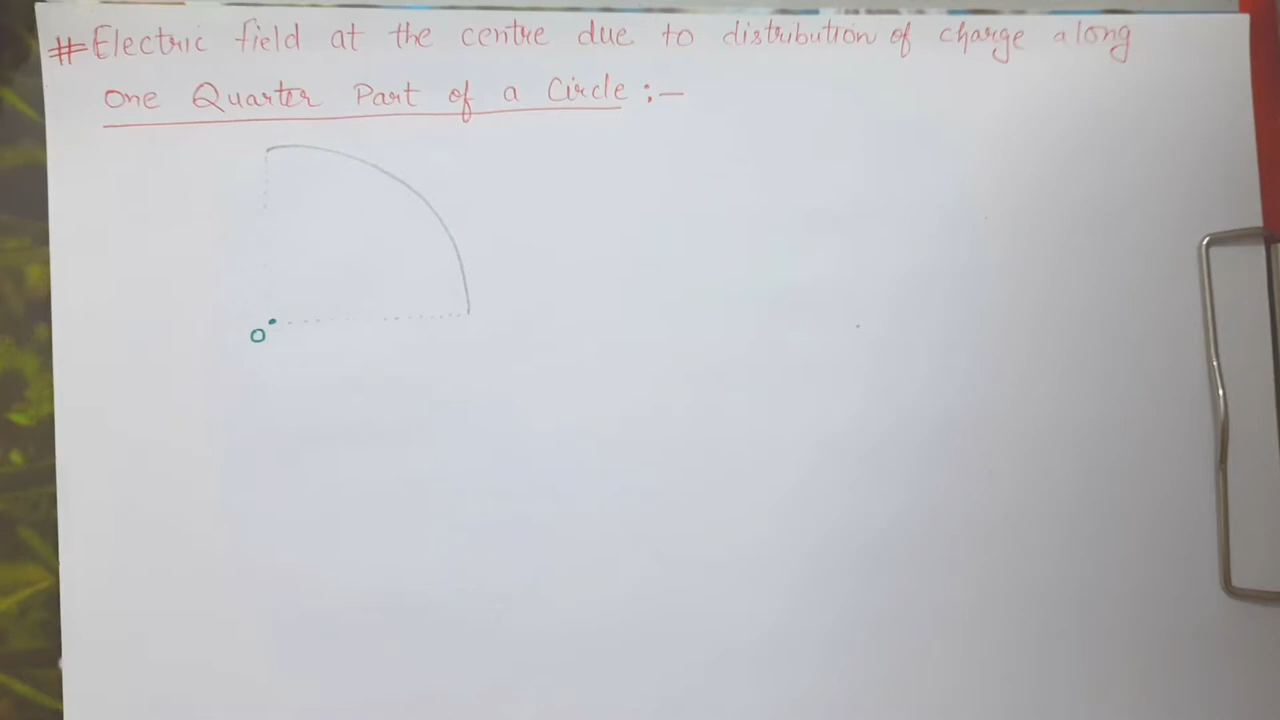 # Electric field at the centre due to distribution of charge along
One Quarter Part of a Circle :-
O